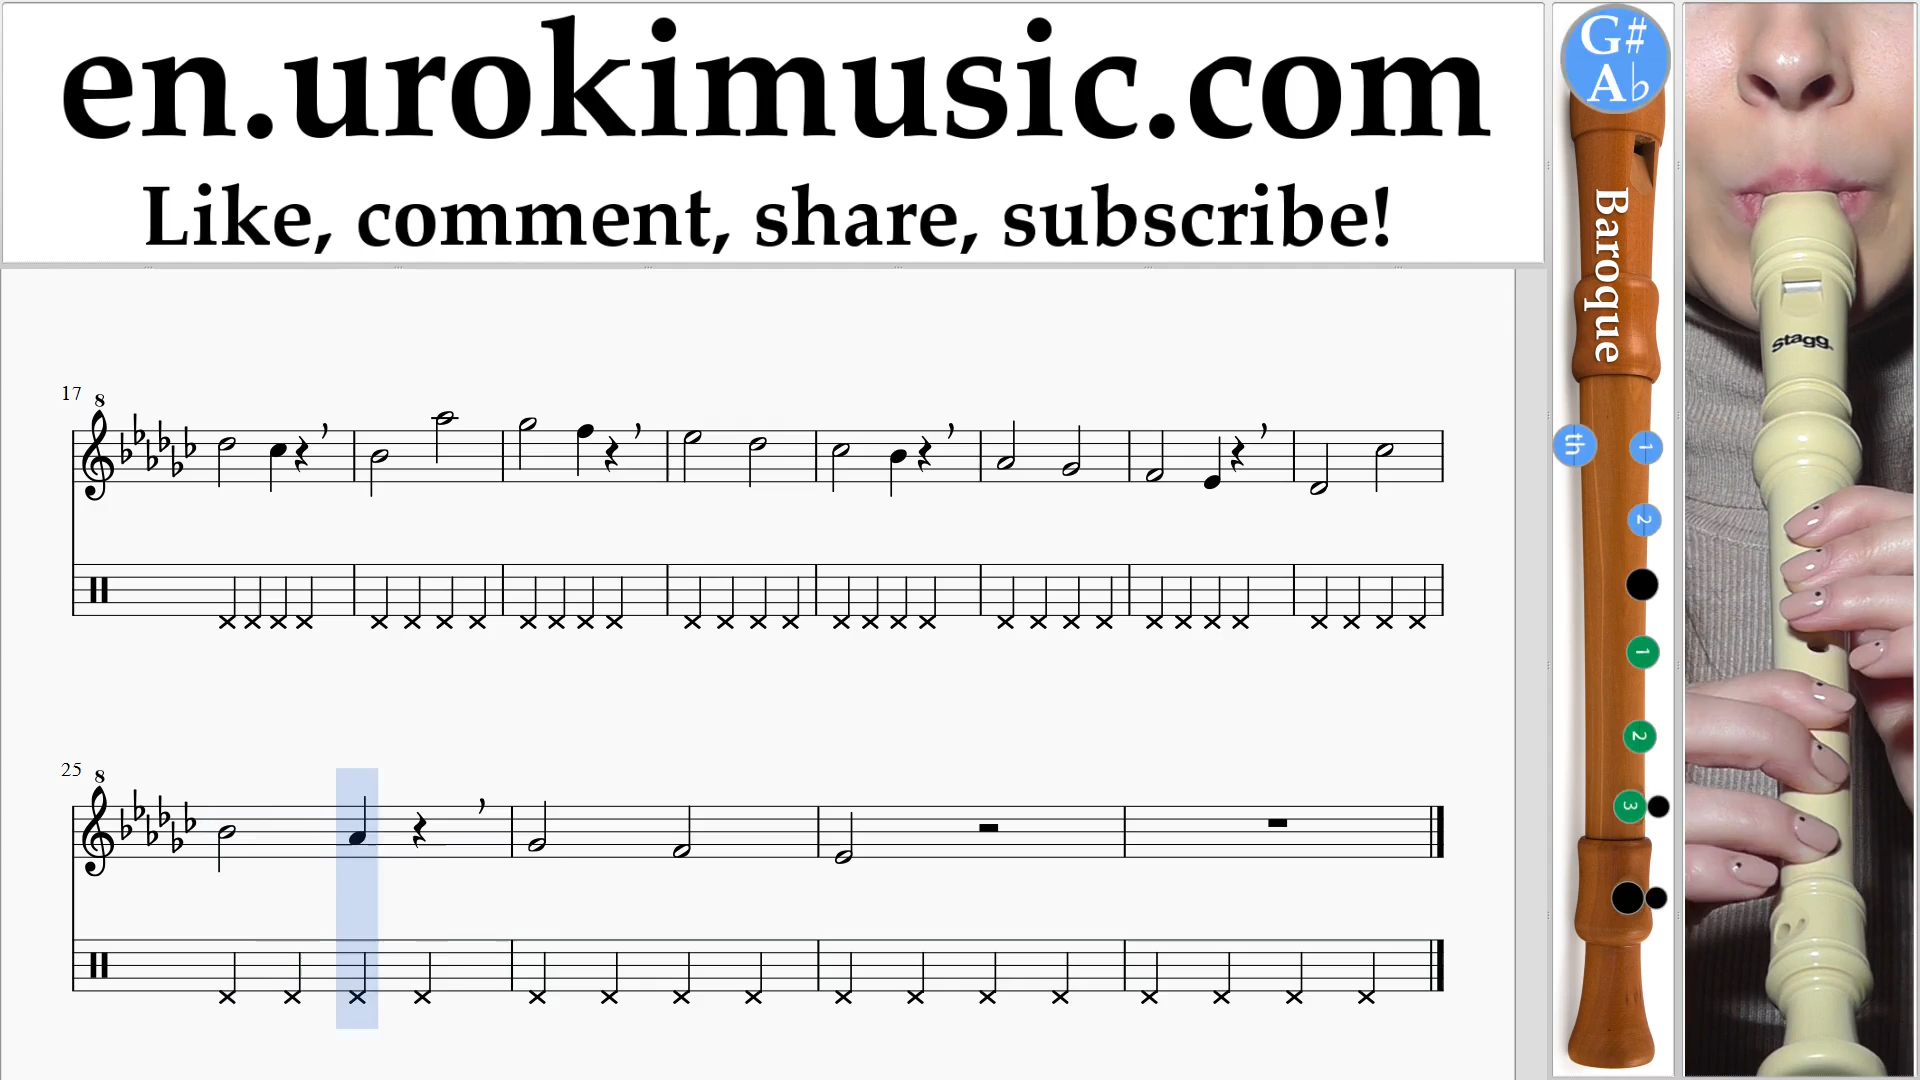 en.urokimusic.com
Like, comment, share, subscribe!
G#
A♭
Baroque
Stagg.
17
8
th
1
2
1
2
3
25
8